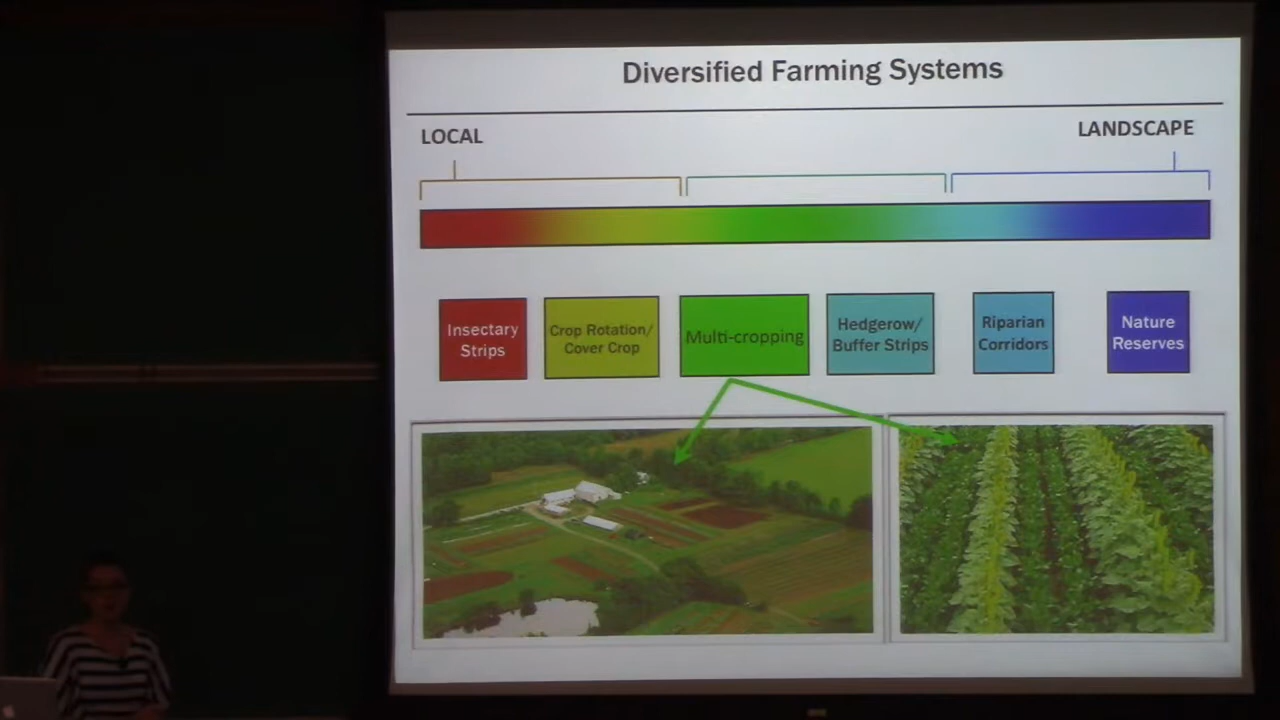 Diversified Farming Systems
LOCAL
LANDSCAPE
Insectary
Strips
Crop Rotation/
Cover Crop
Multi-cropping
Hedgerow/
Buffer Strips
Riparian
Corridors
Nature
Reserves